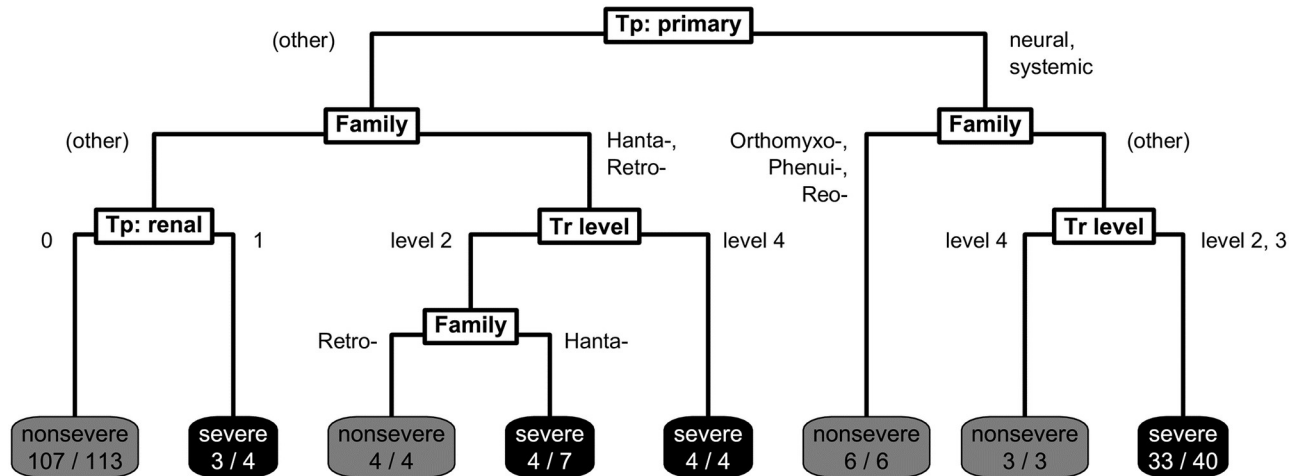 Tp: primary
(other)
neural,
systemic
Family
Family
(other)
Hanta-,
Retro-
Orthomyxo-,
Phenui-,
Reo-
(other)
Tp: renal
Tr level
Tr level
0
1
level 2
level 4
level 4
level 2, 3
Family
Retro-
Hanta-
nonsevere
107 / 113
severe
3 / 4
nonsevere
4 / 4
severe
4 / 7
severe
4 / 4
nonsevere
6 / 6
nonsevere
3 / 3
severe
33 / 40